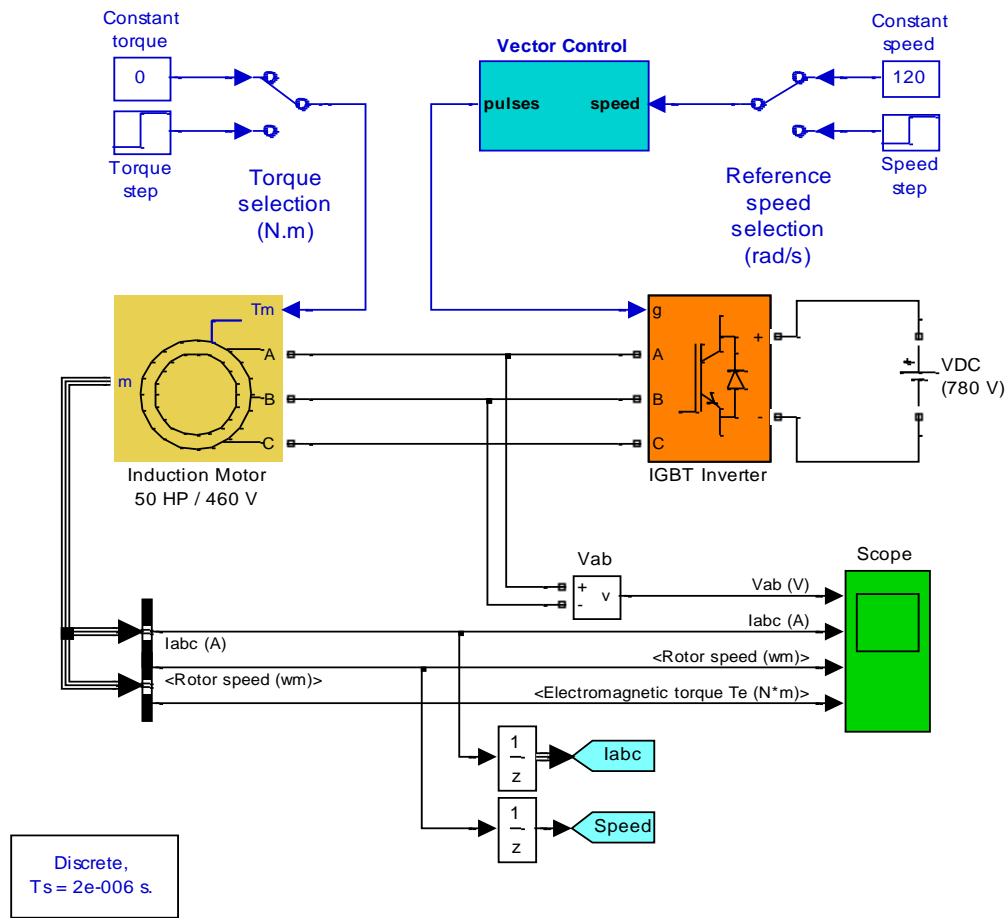 Constant
torque
0
Torque
step
Torque
selection
(N.m)
Vector Control
pulses
speed
Constant
speed
120
Speed
step
Reference
speed
selection
(rad/s)
Tm
m
A
B
C
Induction Motor
50 HP / 460 V
g
A
B
C
+
-
IGBT Inverter
+
VDC
(780 V)
Vab
+
-
v
Scope
Vab (V)
Iabc (A)
<Rotor speed (wm)>
<Electromagnetic torque Te (N*m)>
Iabc (A)
<Rotor speed (wm)>
1
z
Iabc
1
z
Speed
Discrete,
Ts = 2e-006 s.